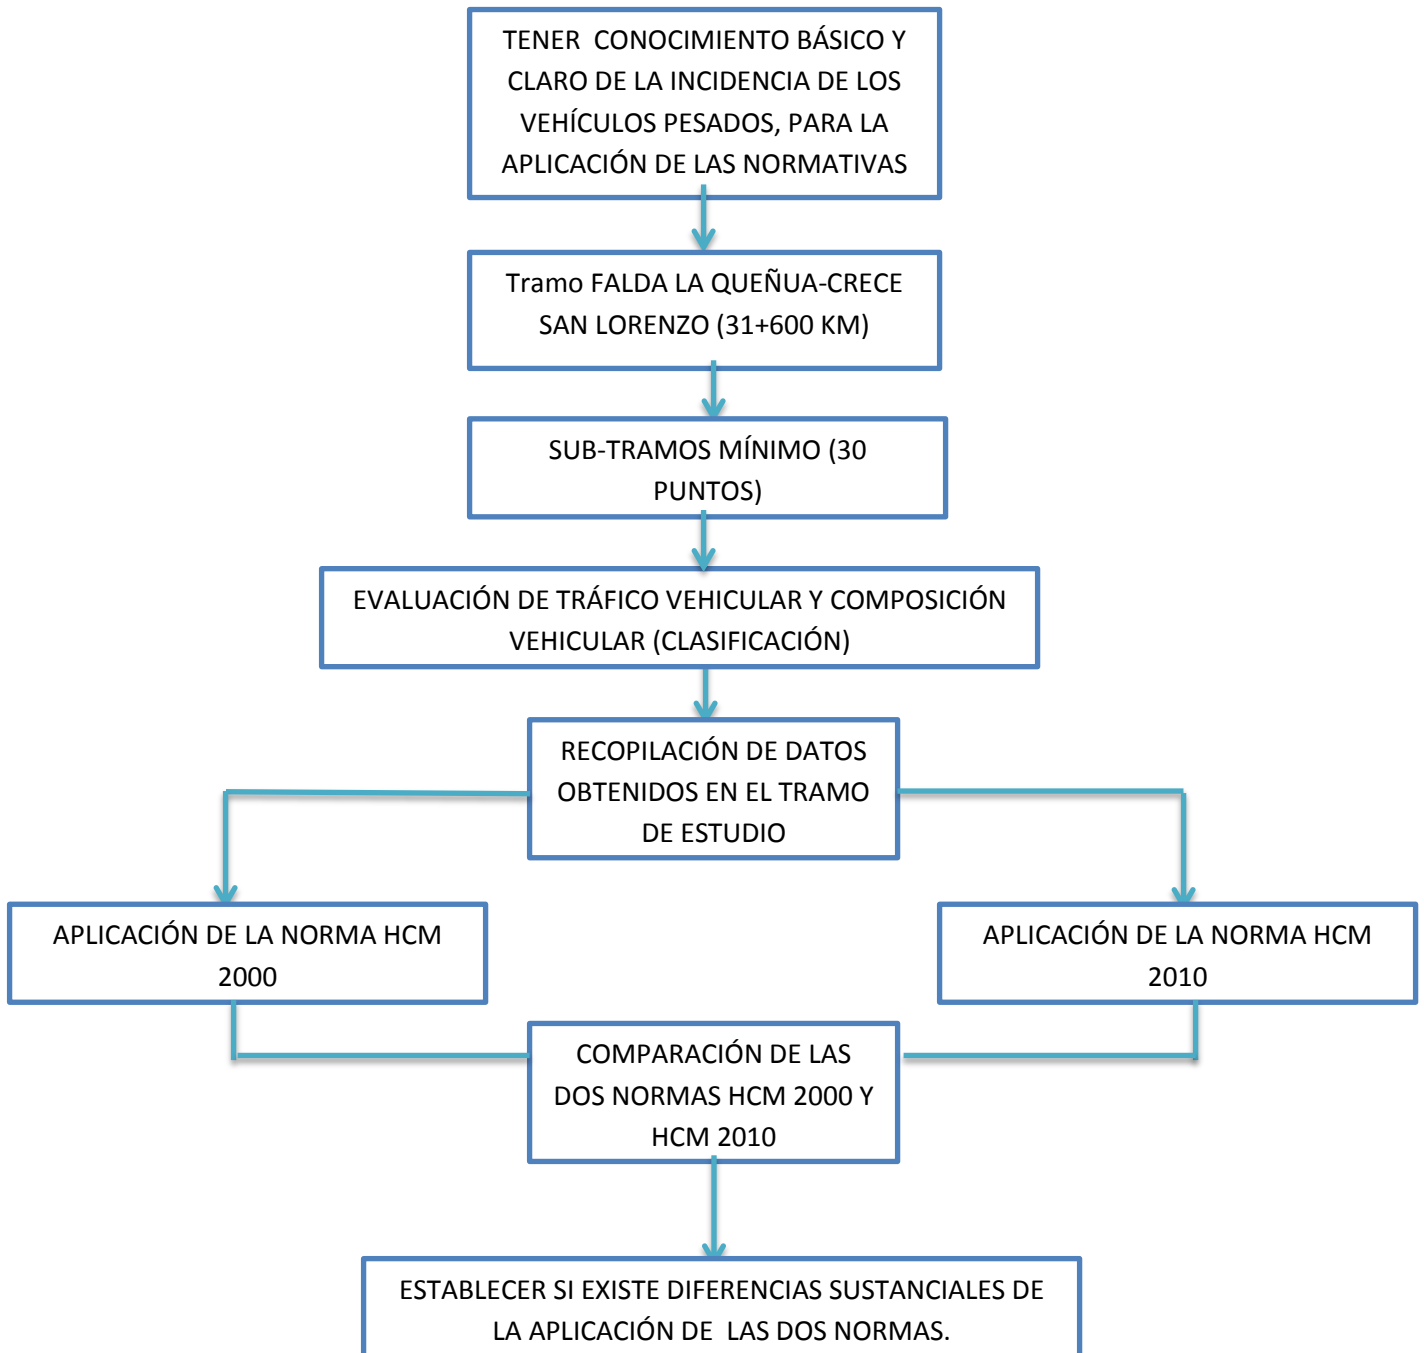 TENER CONOCIMIENTO BÁSICO Y
CLARO DE LA INCIDENCIA DE LOS
VEHÍCULOS PESADOS, PARA LA
APLICACIÓN DE LAS NORMATIVAS
Tramo FALDA LA QUEÑUA-CRECE
SAN LORENZO (31+600 KM)
SUB-TRAMOS MÍNIMO (30
PUNTOS)
EVALUACIÓN DE TRÁFICO VEHICULAR Y COMPOSICIÓN
VEHICULAR (CLASIFICACIÓN)
RECOPILACIÓN DE DATOS
OBTENIDOS EN EL TRAMO
DE ESTUDIO
APLICACIÓN DE LA NORMA HCM
2000
APLICACIÓN DE LA NORMA HCM
2010
COMPARACIÓN DE LAS
DOS NORMAS HCM 2000 Y
HCM 2010
ESTABLECER SI EXISTE DIFERENCIAS SUSTANCIALES DE
LA APLICACIÓN DE LAS DOS NORMAS.